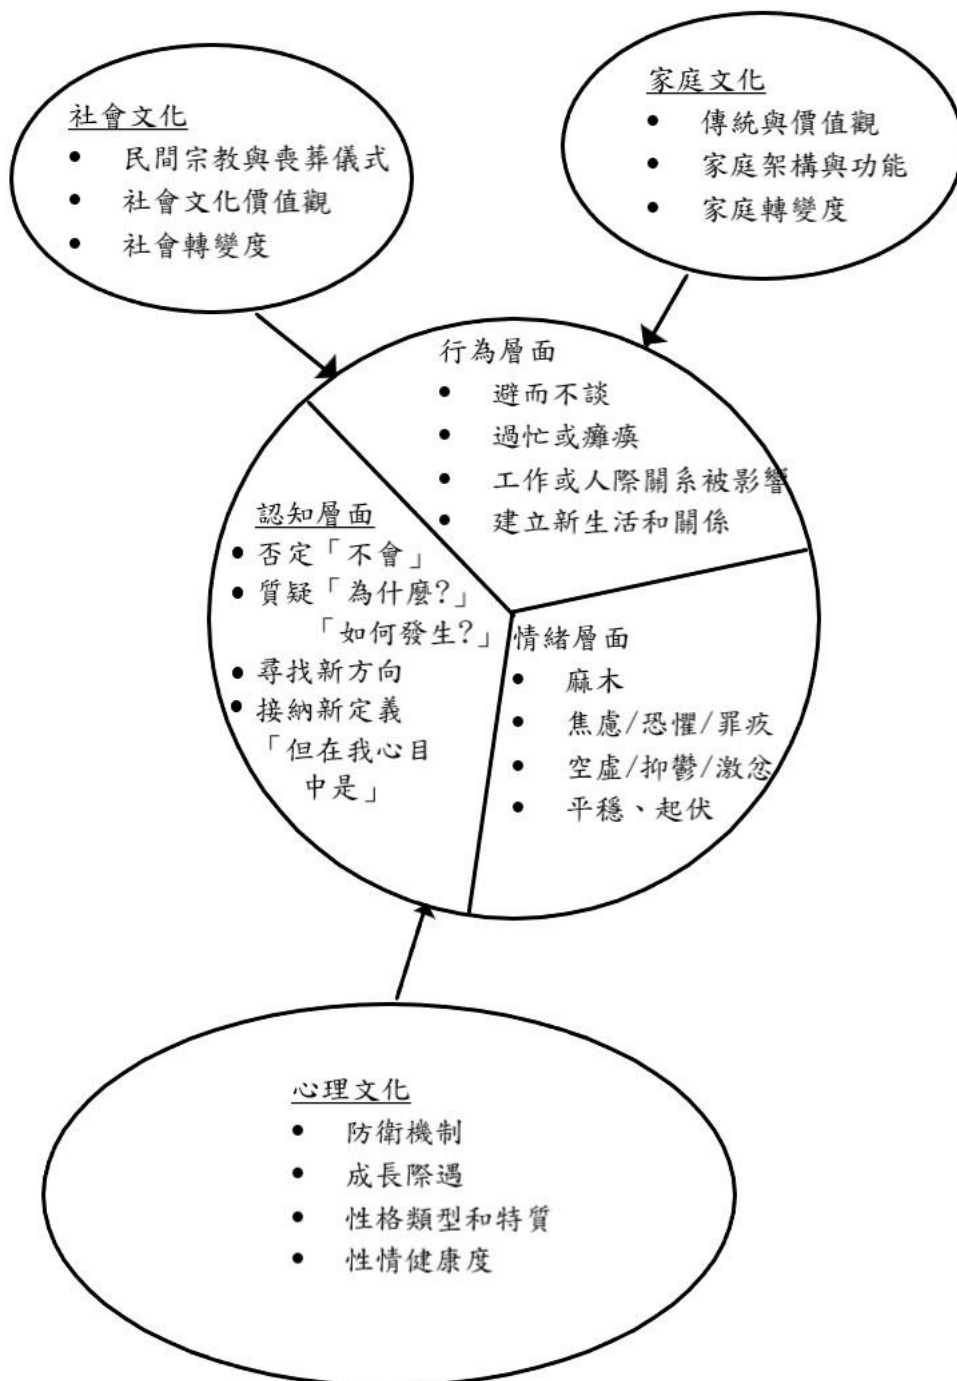 社會文化
• 民間宗教與喪葬儀式
• 社會文化價值觀
• 社會轉變度
家庭文化
• 傳統與價值觀
• 家庭架構與功能
• 家庭轉變度
行為層面
• 避而不談
• 過忙或癱瘓
• 工作或人際關系被影響
• 建立新生活和關係
認知層面
• 否定「不會」
• 質疑「為什麼?」
「如何發生?」
• 尋找新方向
• 接納新定義
「但在我心目
中是」
情緒層面
• 麻木
• 焦慮/恐懼/罪疚
• 空虛/抑鬱/激忿
• 平穩、起伏
心理文化
• 防衛機制
• 成長際遇
• 性格類型和特質
• 性情健康度